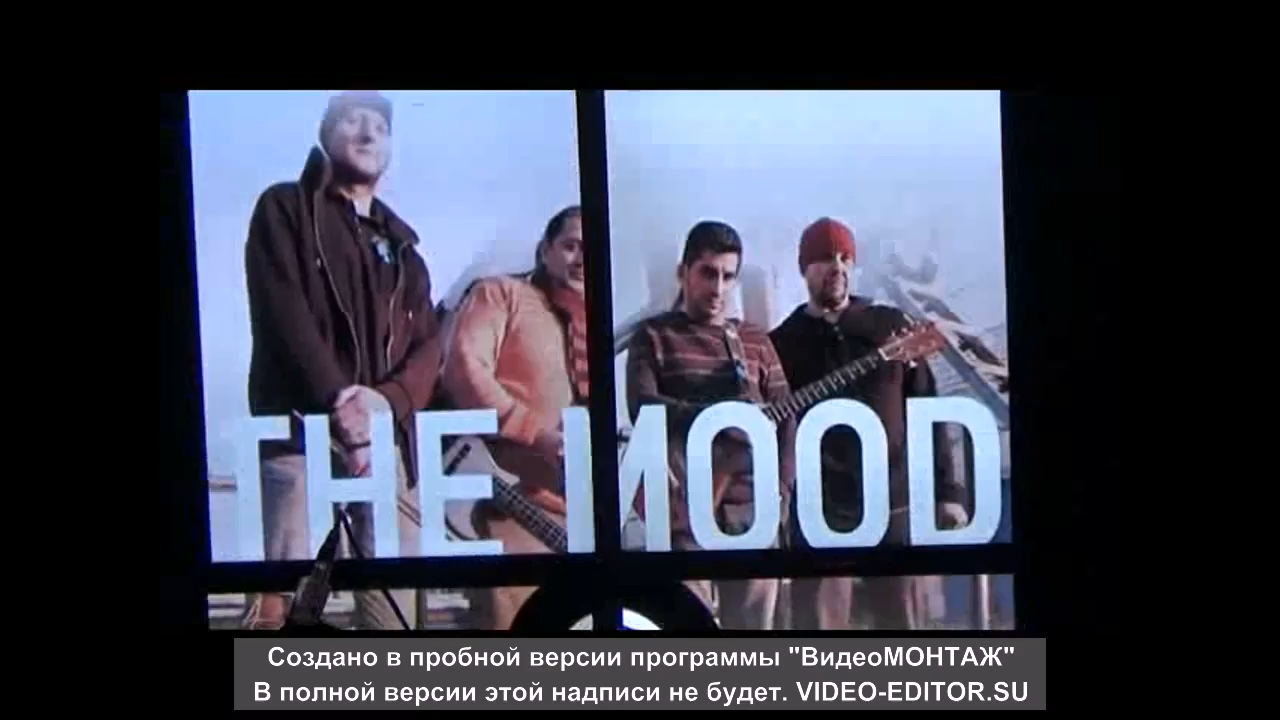 THE MOOD
Создано в пробной версии программы "ВидеоМОНТАЖ"
В полной версии этой надписи не будет. VIDEO-EDITOR.SU